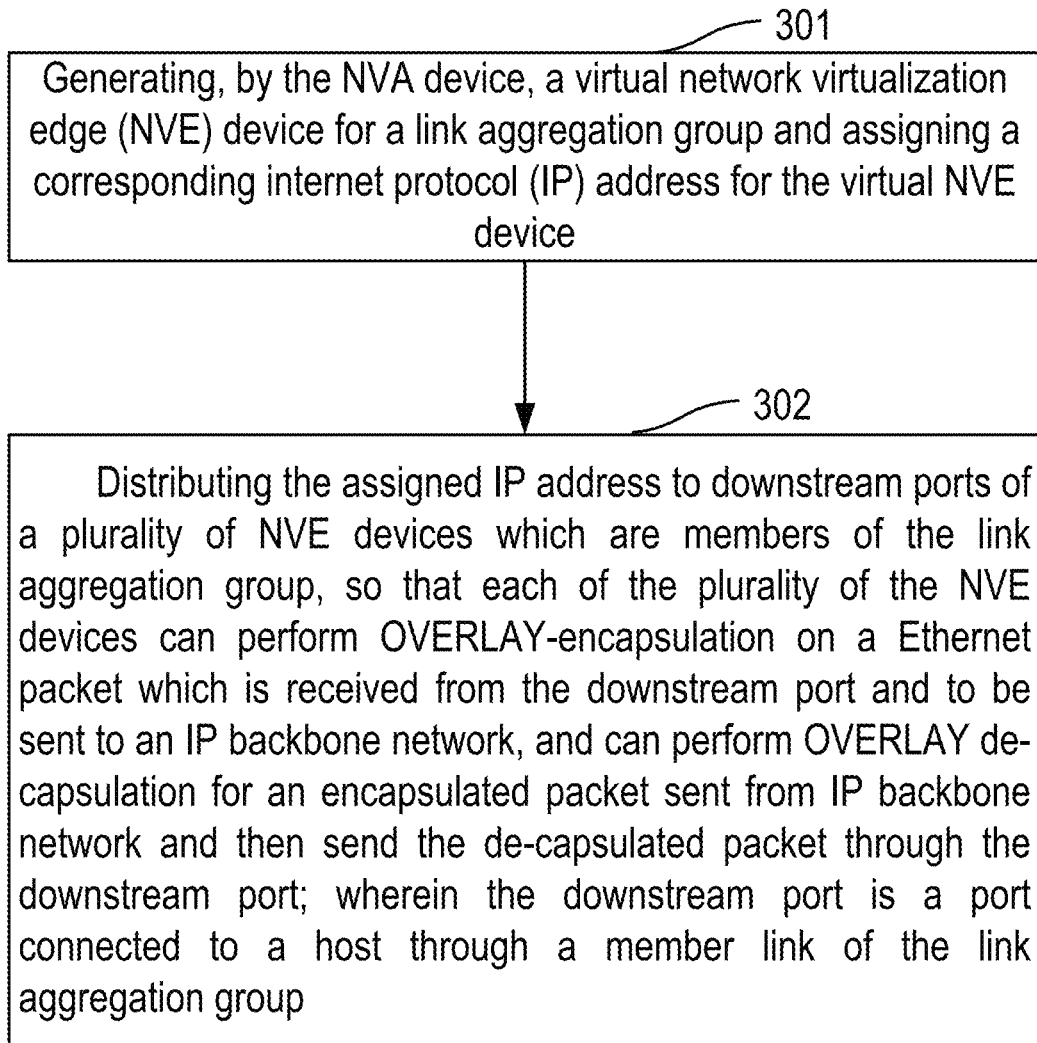 301
Generating, by the NVA device, a virtual network virtualization
edge (NVE) device for a link aggregation group and assigning a
corresponding internet protocol (IP) address for the virtual NVE
device
302
Distributing the assigned IP address to downstream ports of
a plurality of NVE devices which are members of the link
aggregation group, so that each of the plurality of the NVE
devices can perform OVERLAY-encapsulation on a Ethernet
packet which is received from the downstream port and to be
sent to an IP backbone network, and can perform OVERLAY de-
capsulation for an encapsulated packet sent from IP backbone
network and then send the de-capsulated packet through the
downstream port; wherein the downstream port is a port
connected to a host through a member link of the link
aggregation group